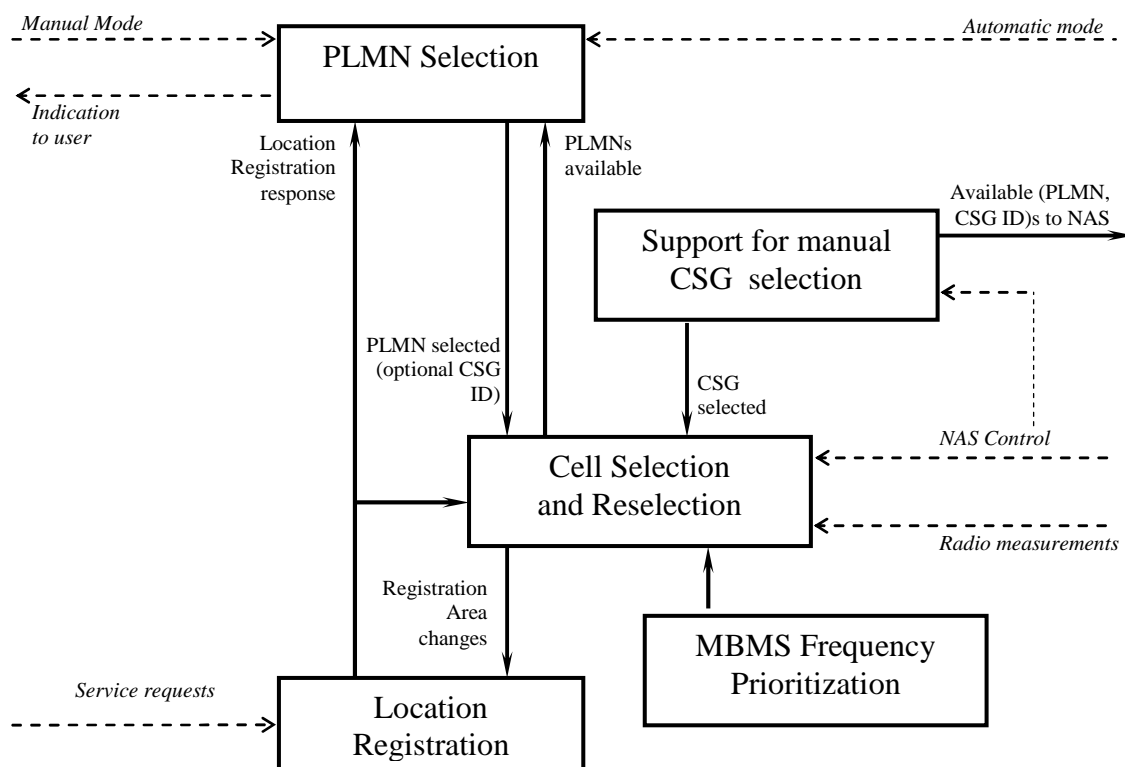 Manual Mode
Automatic mode
PLMN Selection
Indication
to user
Location
Registration
response
PLMNs
available
Available (PLMN,
CSG ID)s to NAS
Support for manual
CSG selection
PLMN selected
(optional CSG
ID)
CSG
selected
NAS Control
Cell Selection
and Reselection
Radio measurements
Registration
Area
changes
MBMS Frequency
Prioritization
Service requests
Location
Registration